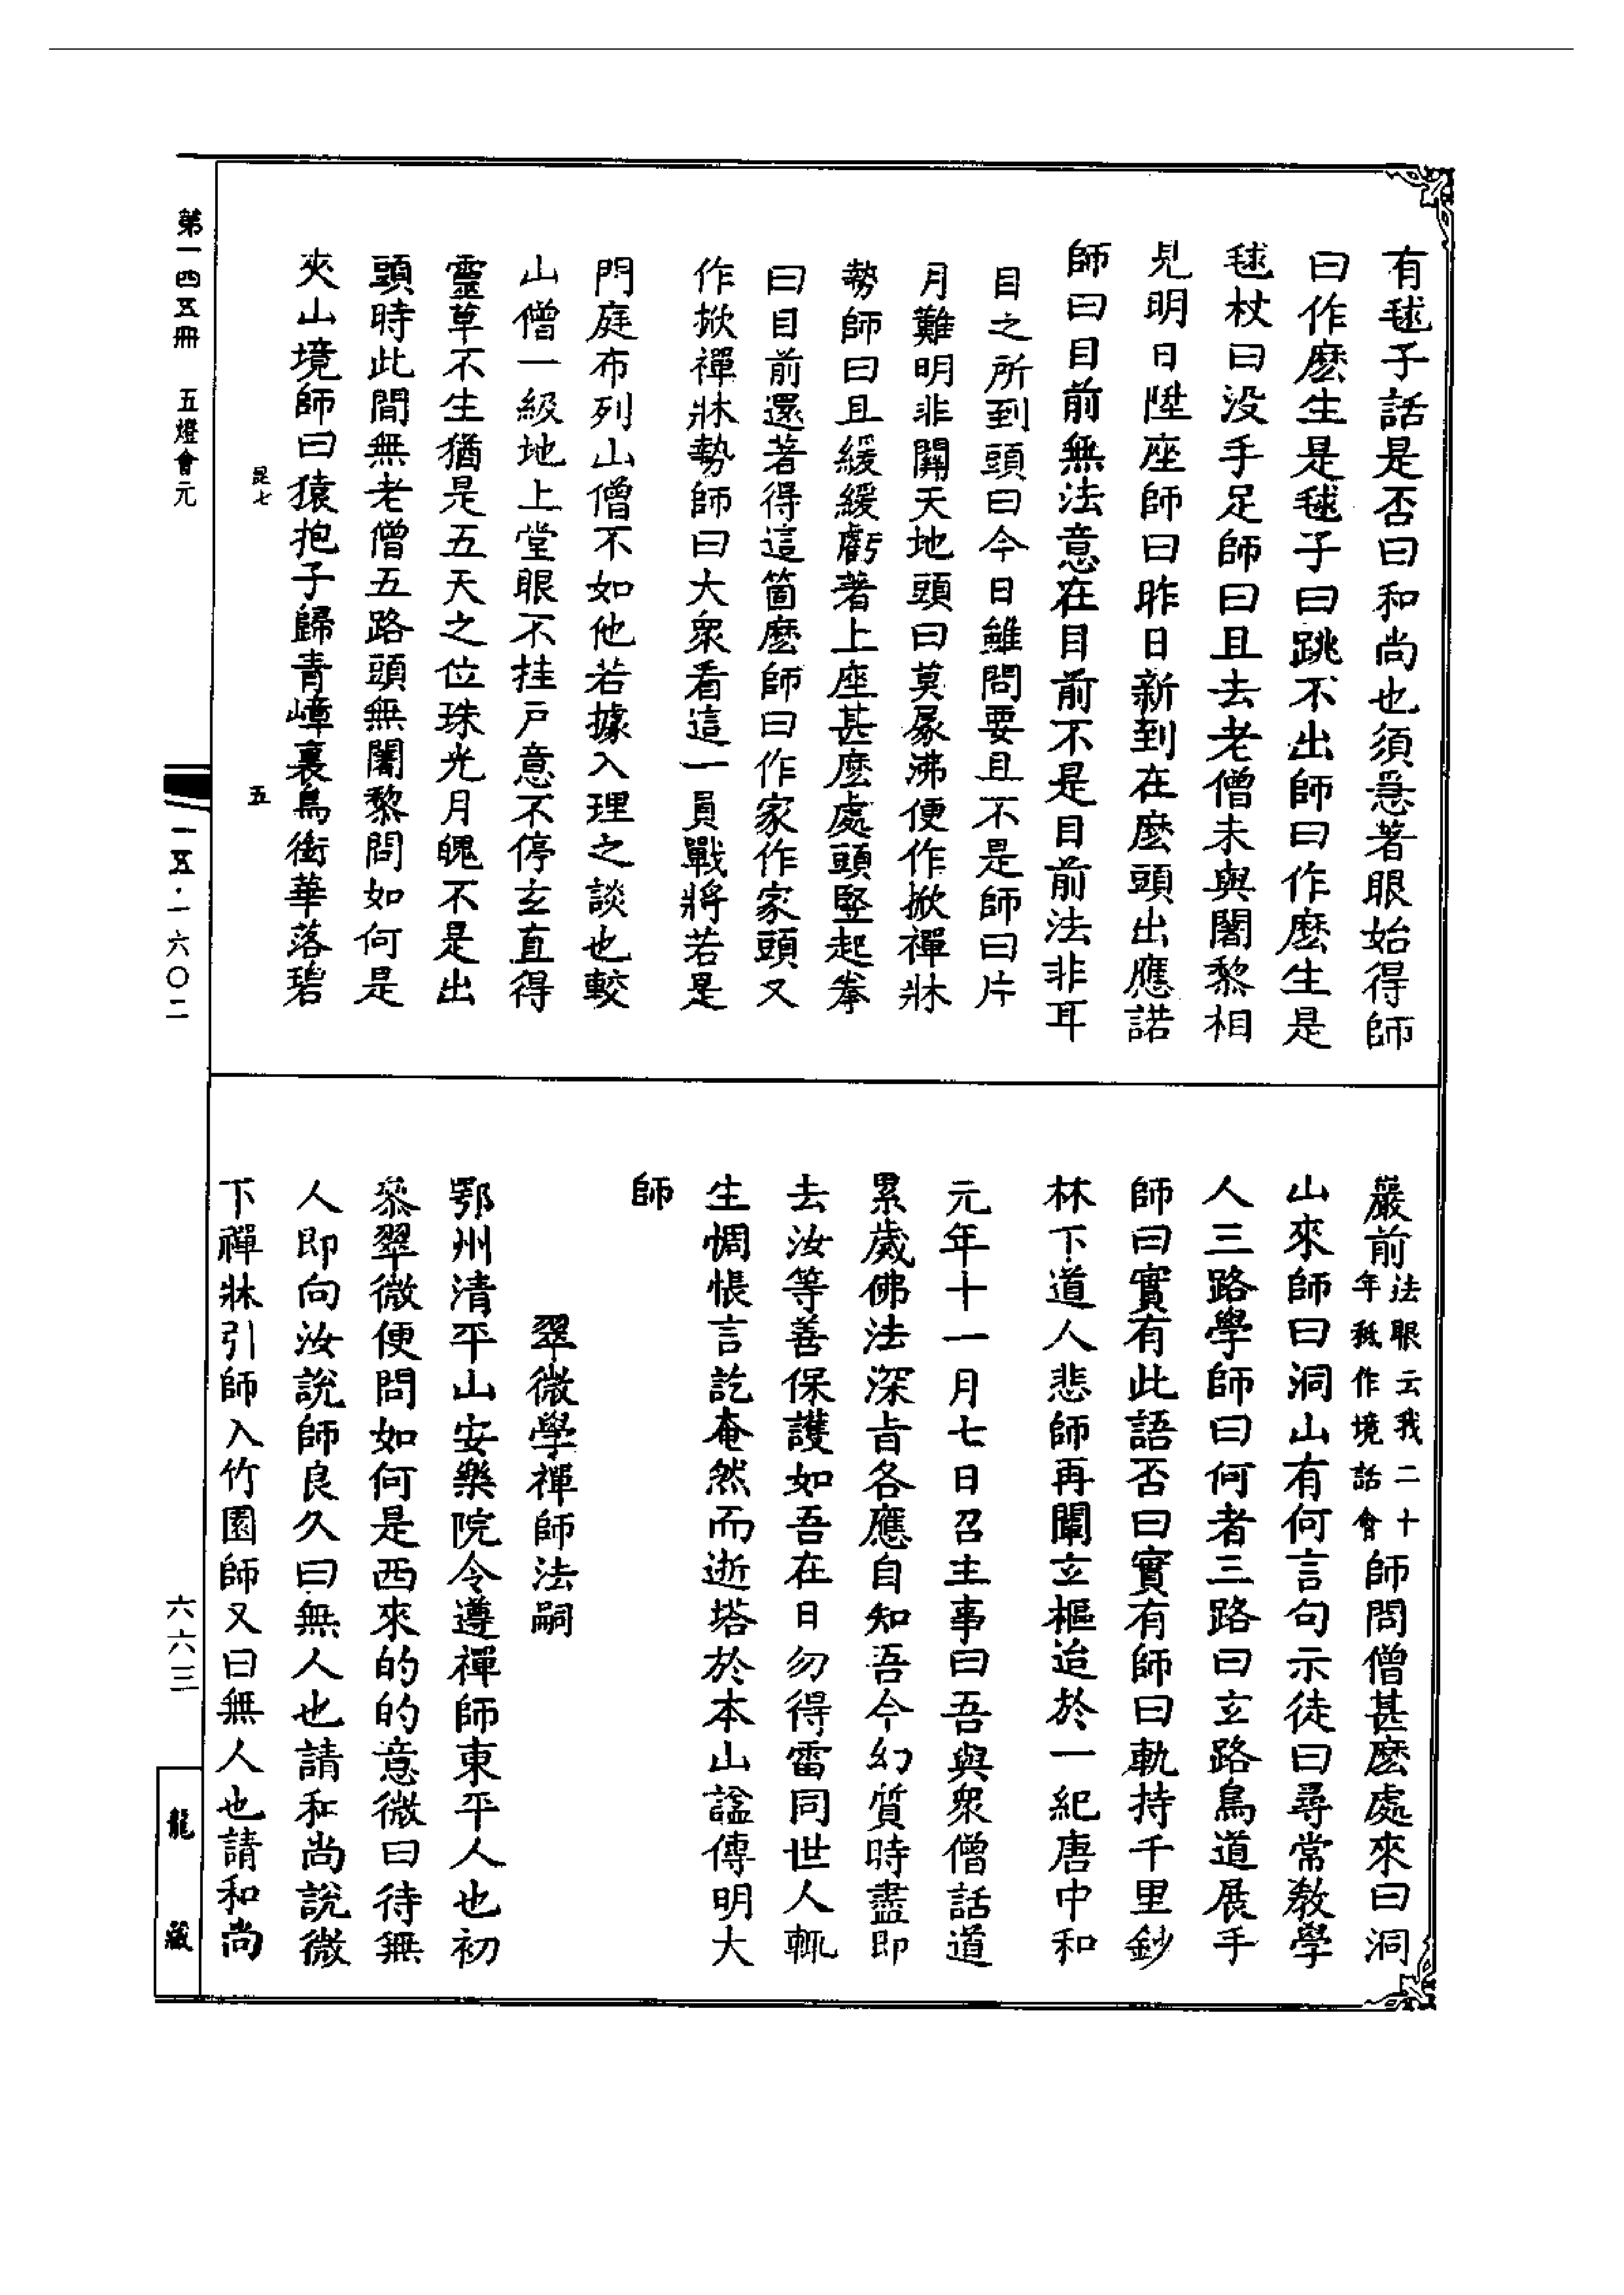 有毬子話是否曰和尚也須急著眼始得師
曰作麽生是毬子曰跳不出師曰作麽生是
毬杖曰没手足師曰且去老僧未與闍黎相
見明日陞座師曰昨日新到在麽頭出應諾
師曰目前無法意在目前不是目前法非耳
目之所到頭曰今日雖問要且不是師曰片
月難明非關天地頭曰莫𡱰沸便作掀禪牀
勢師曰且緩緩虧著上座甚麽處頭竪起拳
曰目前還著得這箇麽師曰作家作家頭又
作掀禪牀勢師曰大衆看這一員戰將若是
門庭布列山僧不如他若據入理之談也較
山僧一級地上堂眼不挂戸意不停玄直得
靈草不生猶是五天之位珠光月魄不是出
頭時此間無老僧五路頭無闍黎問如何是
夾山境師曰猿抱子歸青嶂裏鳥銜華落碧
昆七
五
第一四五冊 五燈會元
一五·一六〇二
巖前法眼云我二十年秪作境話會師問僧甚麽處來曰洞
山來師曰洞山有何言句示徒曰尋常教學
人三路學師曰何者三路曰玄路鳥道展手
師曰實有此語否曰實有師曰軌持千里鈔
林下道人悲師再闡玄樞迨於一紀唐中和
元年十一月七日召主事曰吾與衆僧話道
累歲佛法深旨各應自知吾今幻質時盡即
去汝等善保護如吾在日勿得雷同世人輒
生惆悵言訖奄然而逝塔於本山諡傳明大
師
翠微學禪師法嗣
鄂州清平山安樂院令遵禪師東平人也初
叅翠微便問如何是西來的的意微曰待無
人即向汝說師良久曰無人也請和尚說微
下禪牀引師入竹園師又曰無人也請和尚
六六三
龍藏